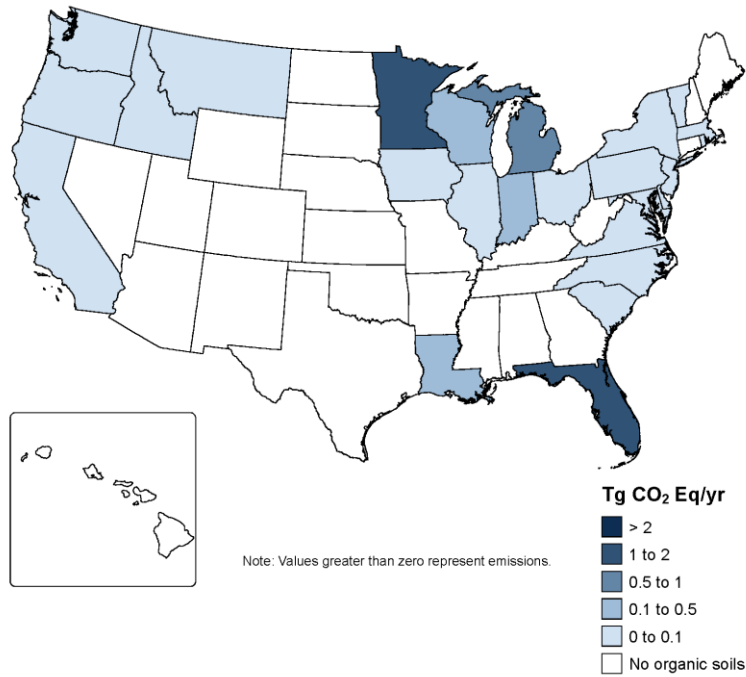 Note: Values greater than zero represent emissions.
Tg CO₂ Eq/yr
> 2
1 to 2
0.5 to 1
0.1 to 0.5
0 to 0.1
No organic soils